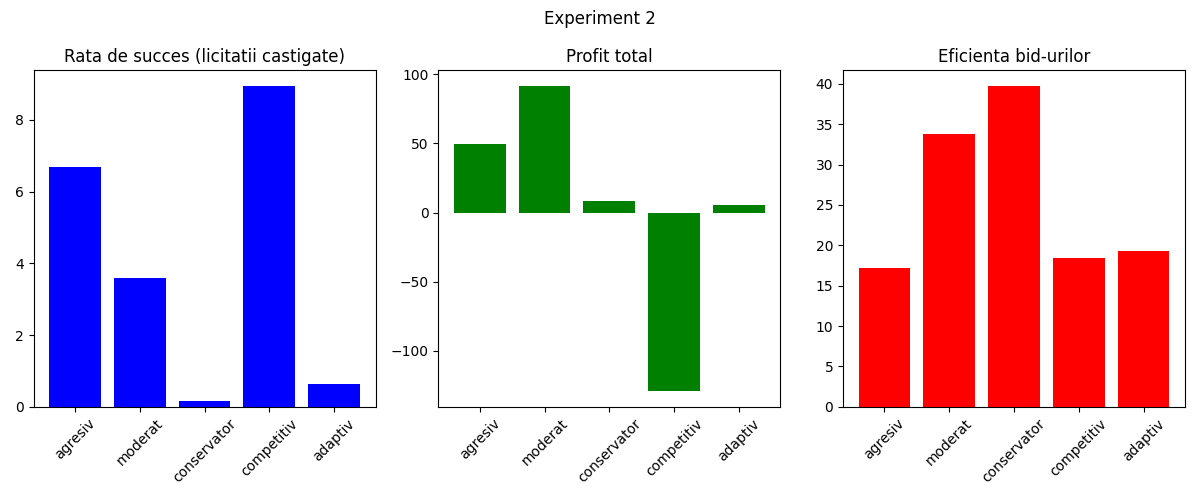 Experiment 2
Rata de succes (licitatii castigate)
8
6
4
2
0
agresiv
moderat
conservator
competitiv
adaptiv
Profit total
100
50
0
−50
−100
agresiv
moderat
conservator
competitiv
adaptiv
Eficienta bid-urilor
40
35
30
25
20
15
10
5
0
agresiv
moderat
conservator
competitiv
adaptiv